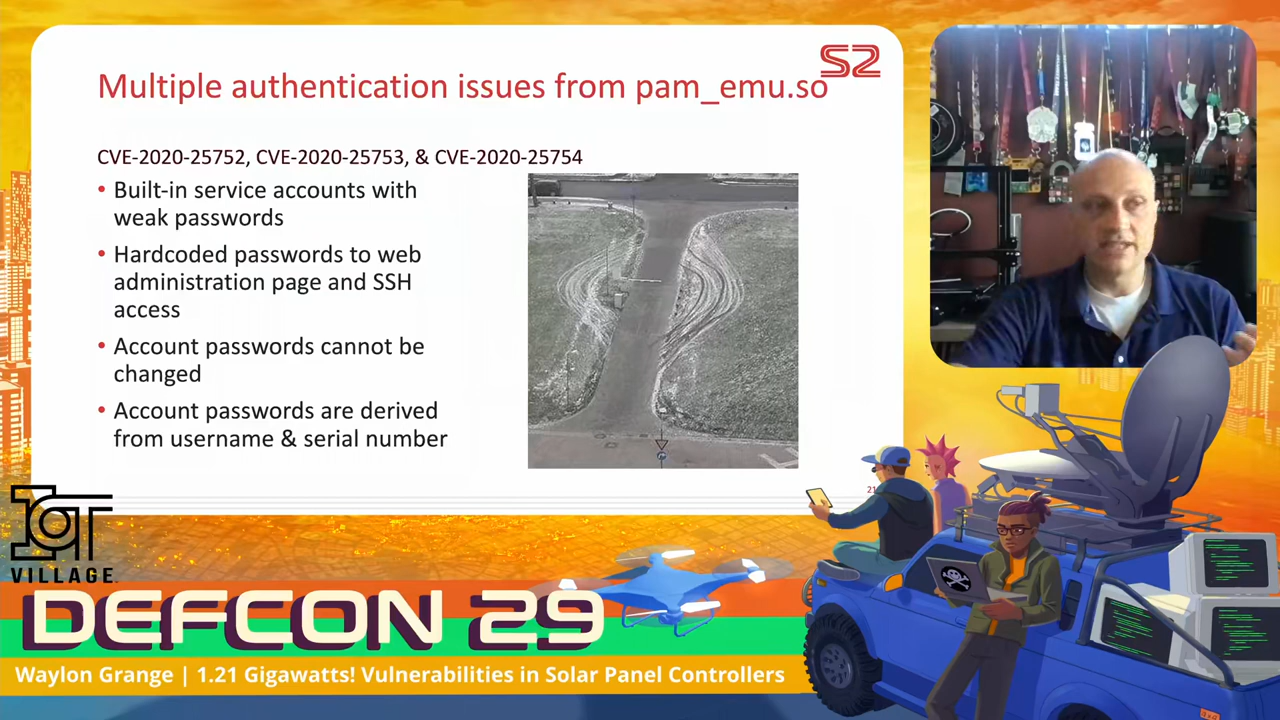 S2
Multiple authentication issues from pam_emu.so
CVE-2020-25752, CVE-2020-25753, & CVE-2020-25754
• Built-in service accounts with
weak passwords
• Hardcoded passwords to web
administration page and SSH
access
• Account passwords cannot be
changed
• Account passwords are derived
from username & serial number
21
IoT
VILLAGE
DEFCON 29
Waylon Grange | 1.21 Gigawatts! Vulnerabilities in Solar Panel Controllers